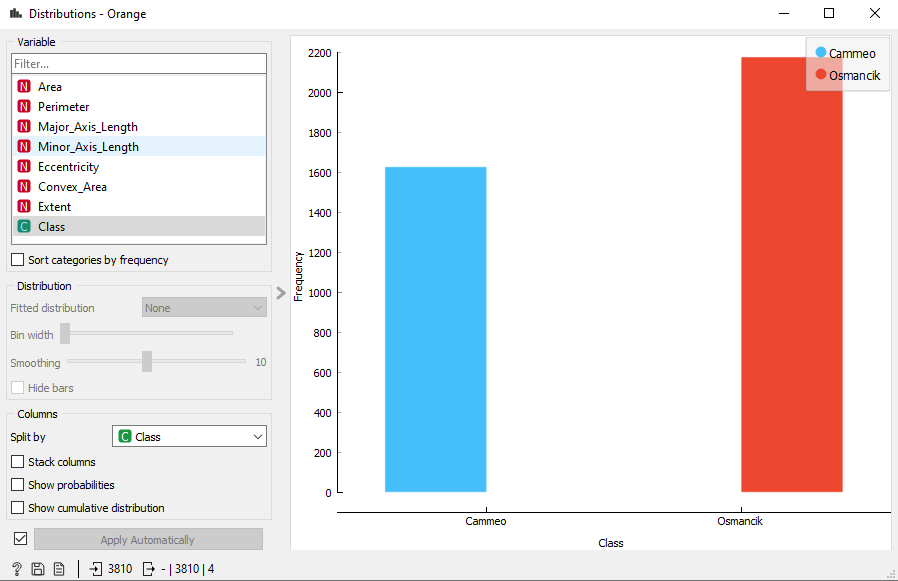 Distributions - Orange
Variable
Filter...
N Area
N Perimeter
N Major_Axis_Length
N Minor_Axis_Length
N Eccentricity
N Convex_Area
N Extent
C Class
Sort categories by frequency
Distribution
Fitted distribution None
Bin width
Smoothing 10
Hide bars
Columns
Split by C Class
Stack columns
Show probabilities
Show cumulative distribution
Apply Automatically
? 3810 - | 3810 | 4
Cammeo
Osmancik
Frequency
2200
2000
1800
1600
1400
1200
1000
800
600
400
200
0
Cammeo Osmancik
Class